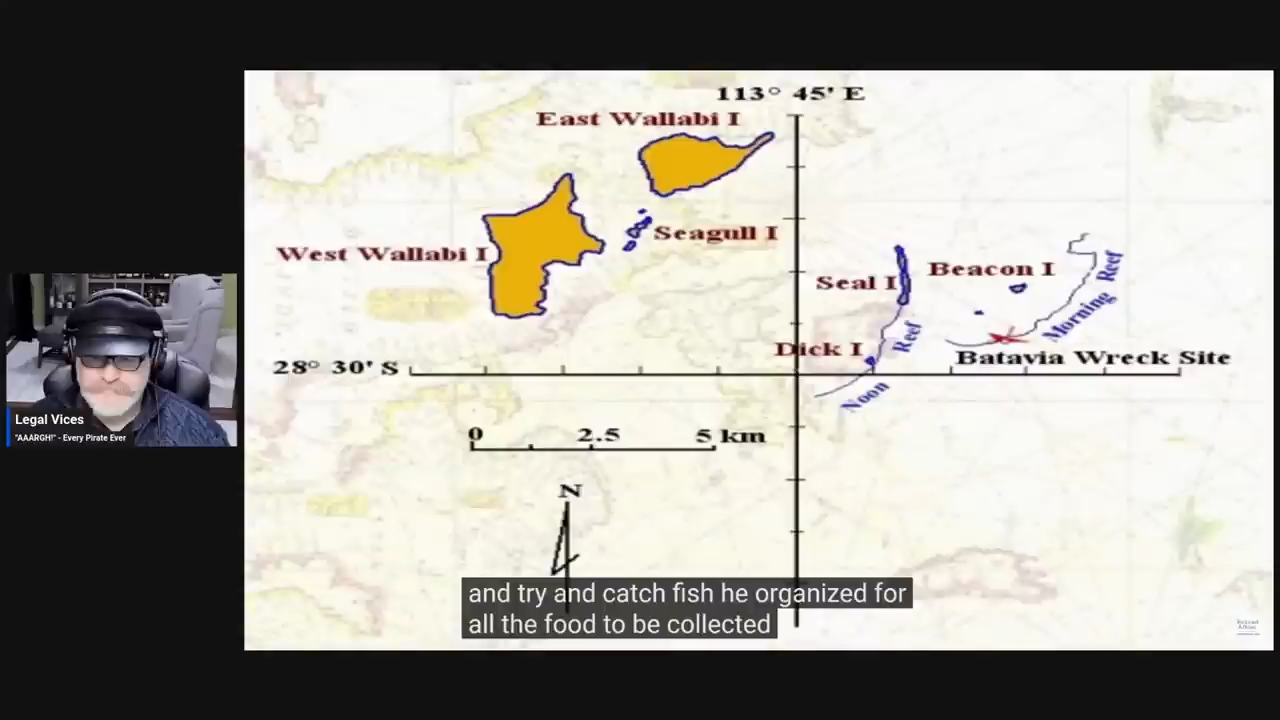 113° 45' E
East Wallabi I
Seagull I
West Wallabi I
Seal I
Beacon I
Reef
Morning
Reef
Dick I
Batavia Wreck Site
28° 30' S
Noon
0 2.5 5 km
N
Legal Vices
"AAARGH!" - Every Pirate Ever
and try and catch fish he organized for
all the food to be collected